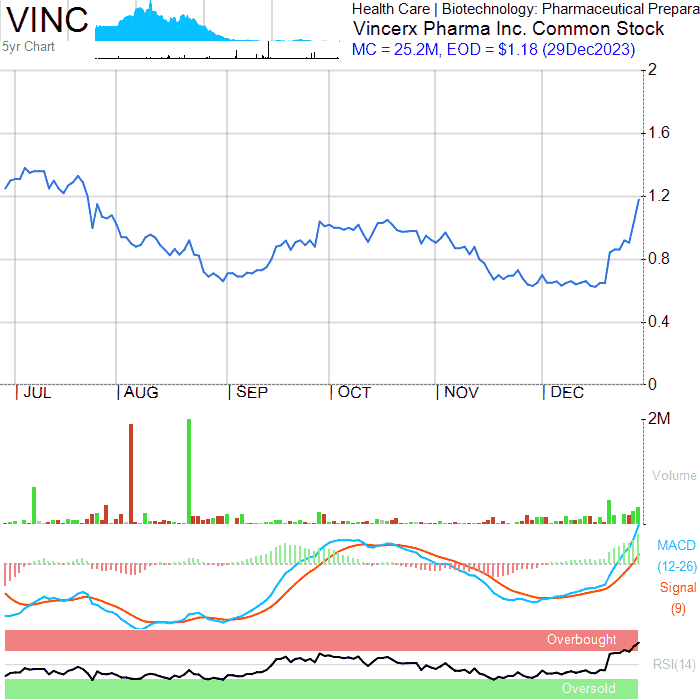 VINC
5yr Chart
Health Care | Biotechnology: Pharmaceutical Prepara
Vincerx Pharma Inc. Common Stock
MC = 25.2M, EOD = $1.18 (29Dec2023)
2
1.6
1.2
0.8
0.4
0
JUL AUG SEP OCT NOV DEC
2M
Volume
MACD
(12-26)
Signal
(9)
Overbought
RSI(14)
Oversold